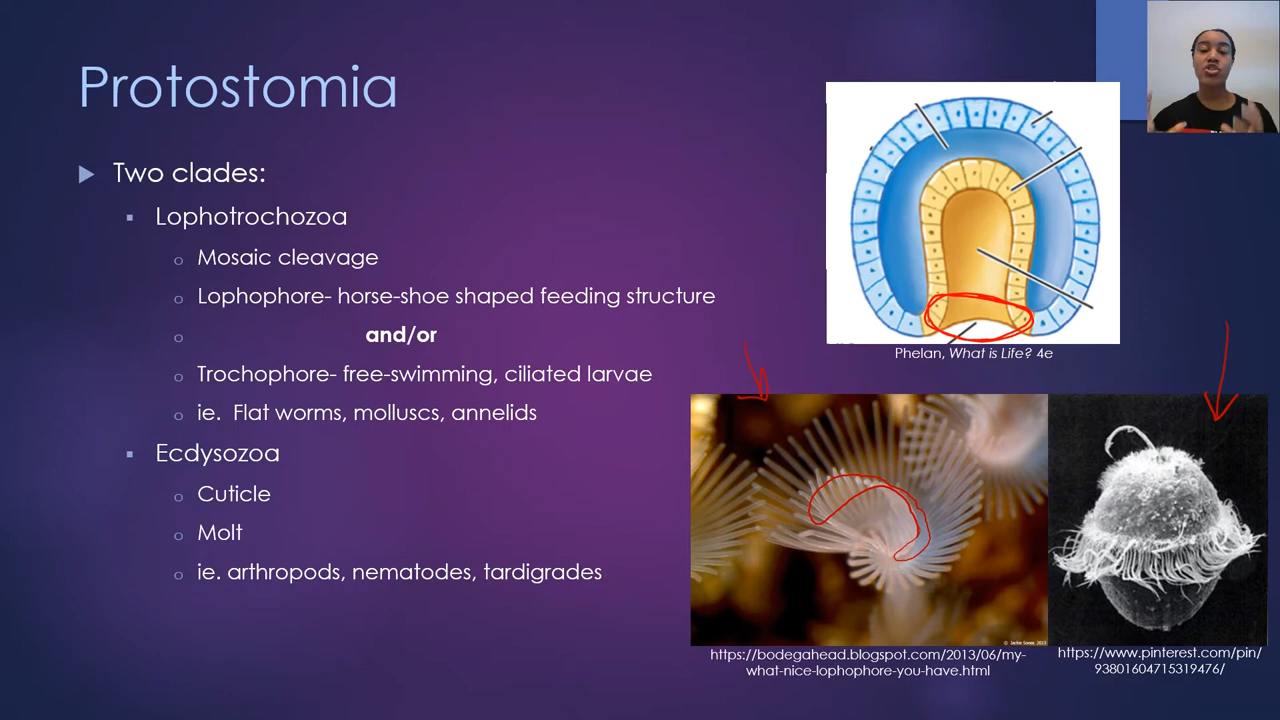 Protostomia
Two clades:
Lophotrochozoa
Mosaic cleavage
Lophophore- horse-shoe shaped feeding structure
and/or
Trochophore- free-swimming, ciliated larvae
ie. Flat worms, molluscs, annelids
Ecdysozoa
Cuticle
Molt
ie. arthropods, nematodes, tardigrades
Phelan, What is Life? 4e
https://bodegahead.blogspot.com/2013/06/my-
what-nice-lophophore-you-have.html
https://www.pinterest.com/pin/
93801604715319476/